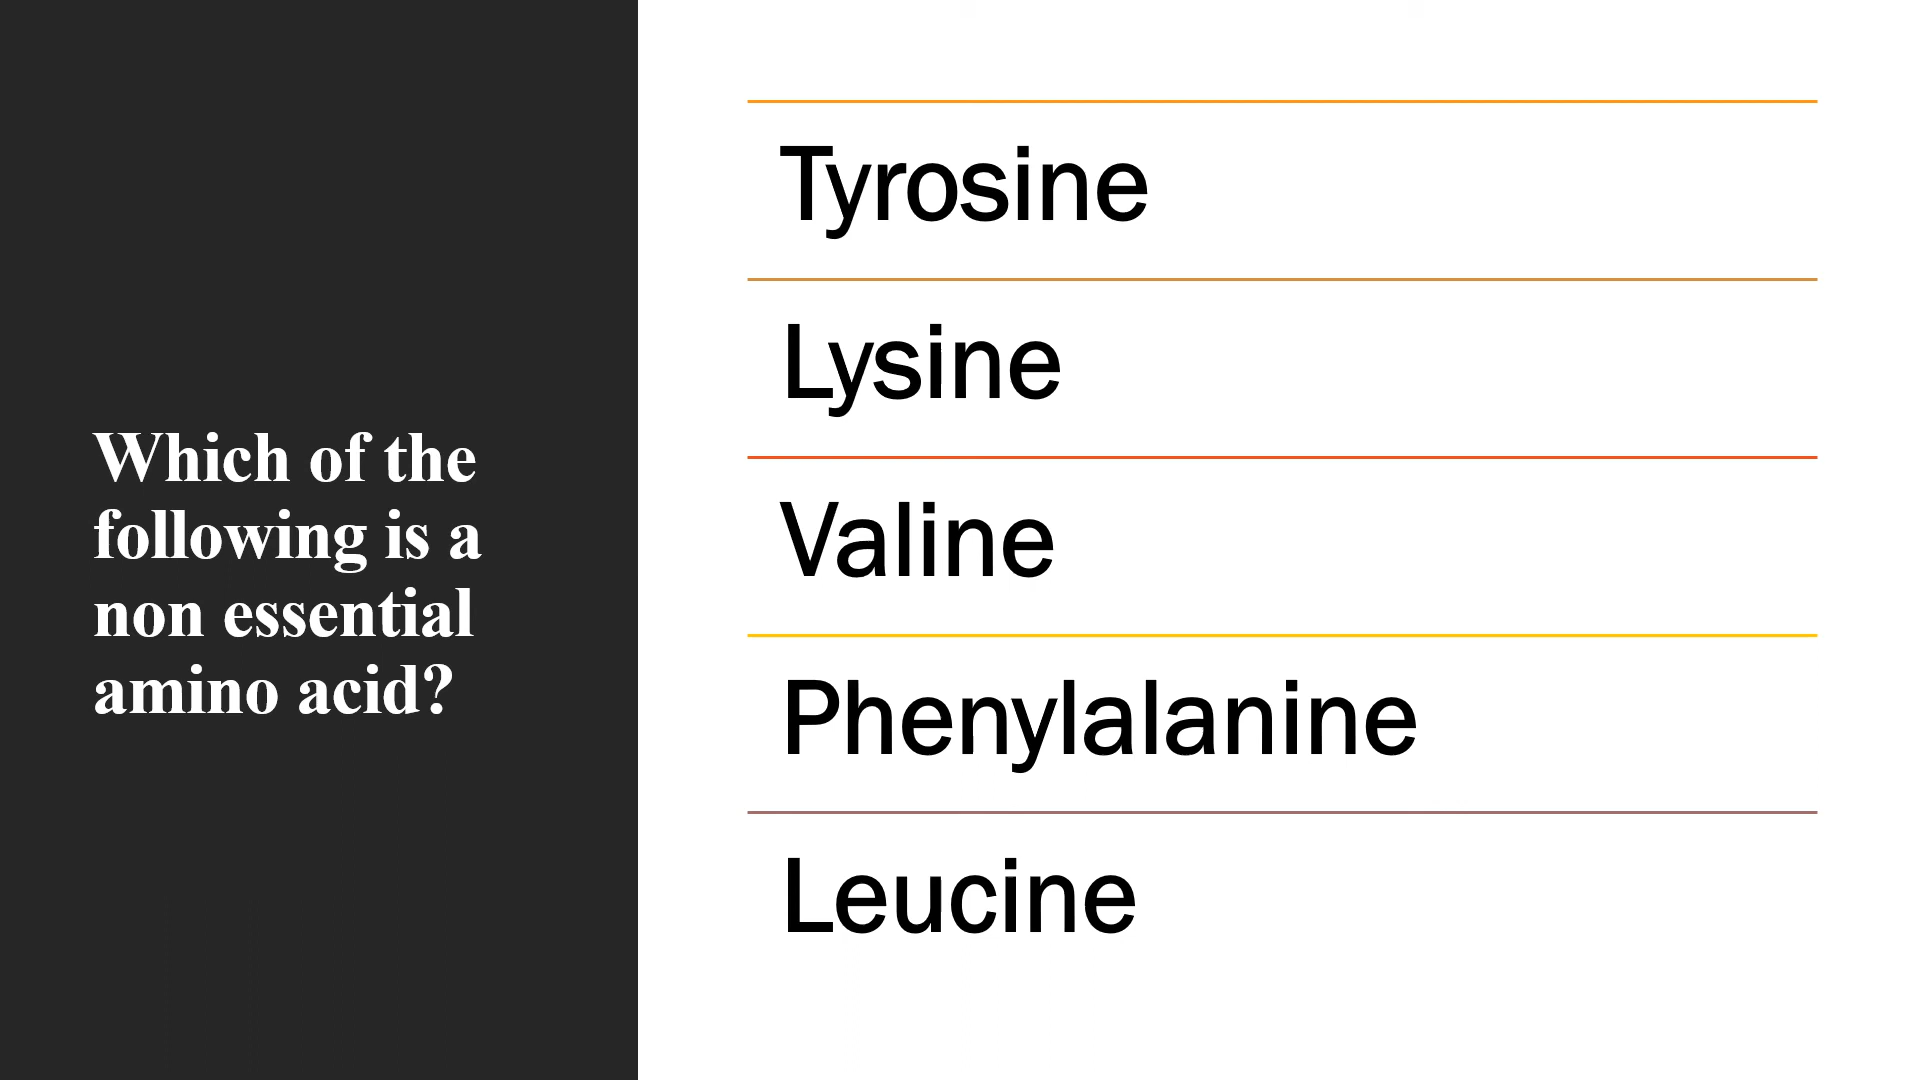 Which of the
following is a
non essential
amino acid?
Tyrosine
Lysine
Valine
Phenylalanine
Leucine